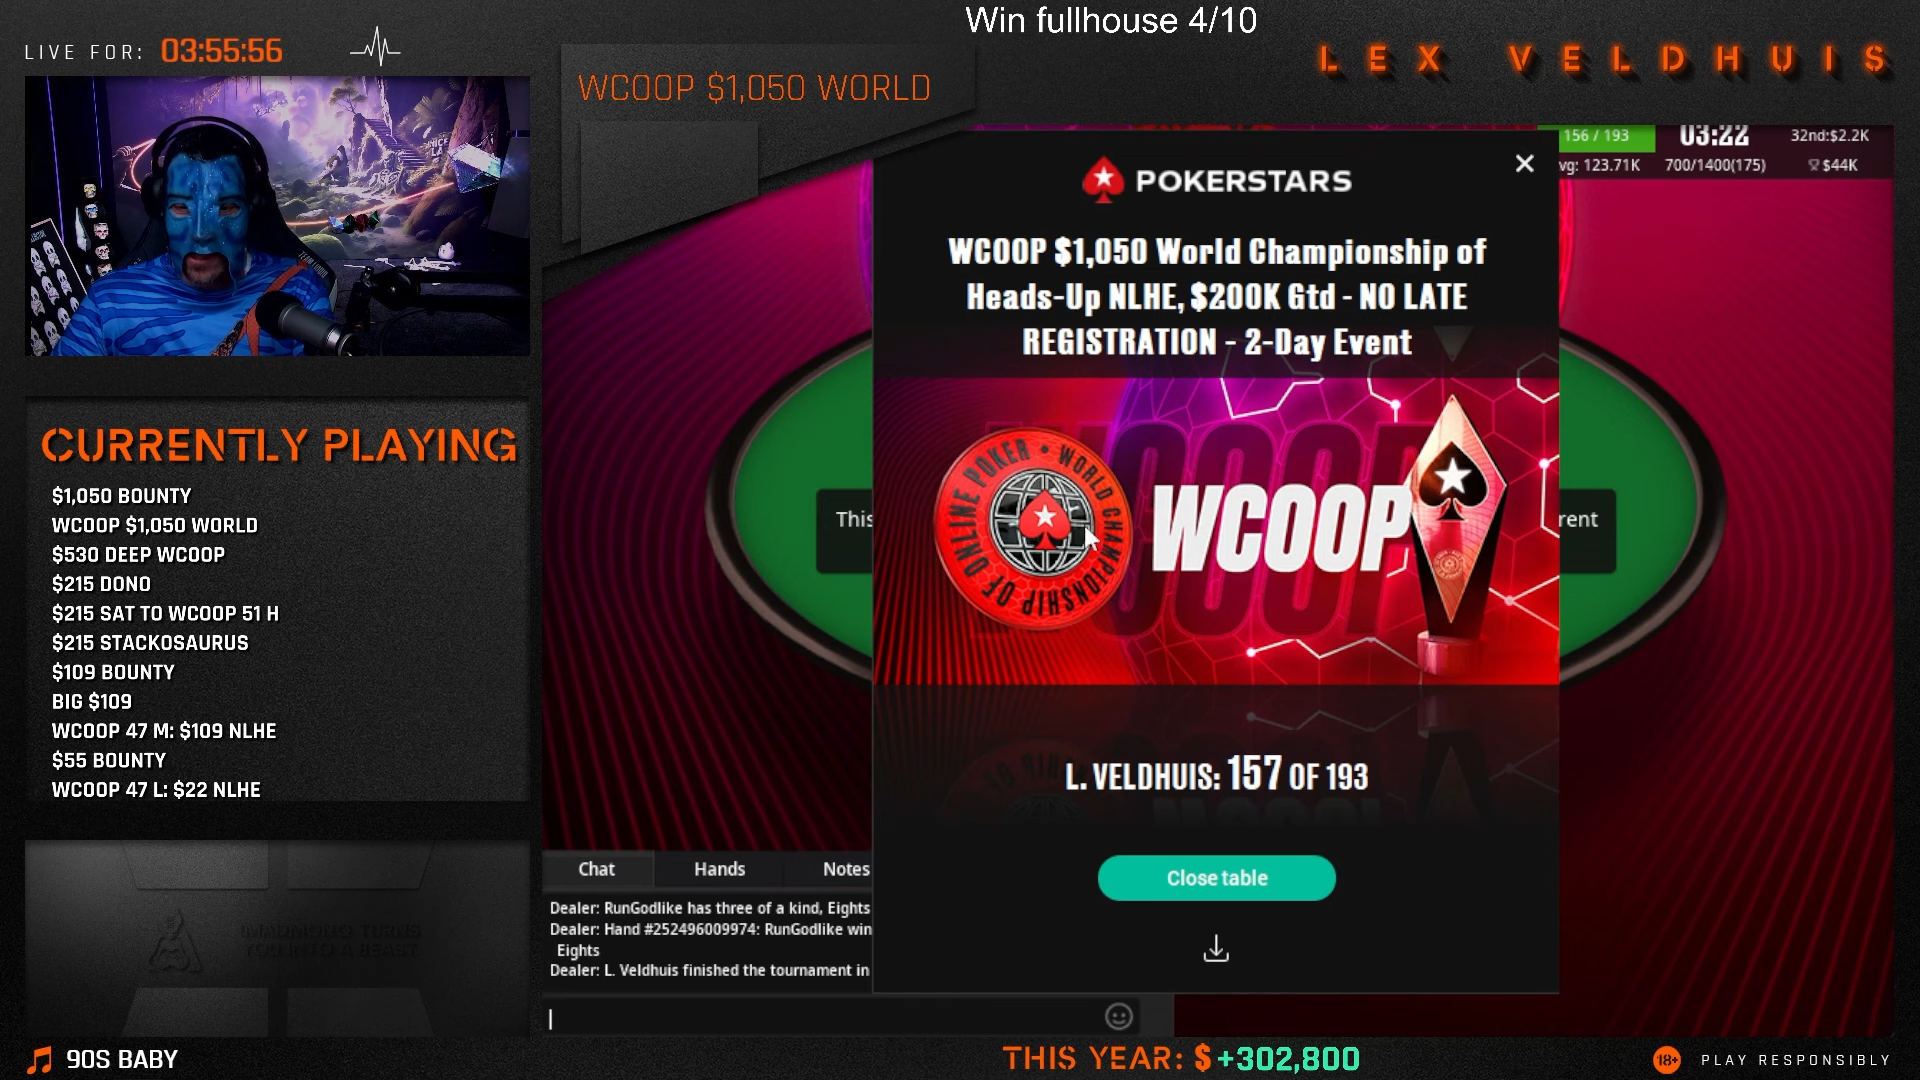 Win fullhouse 4/10
LIVE FOR: 03:55:56
LEX VELDHUIS
WCOOP $1,050 WORLD
156 / 193
03:22
32nd:$2.2K
vg: 123.71K
700/1400(175)
$44K
POKERSTARS
WCOOP $1,050 World Championship of
Heads-Up NLHE, $200K Gtd - NO LATE
REGISTRATION - 2-Day Event
CURRENTLY PLAYING
$1,050 BOUNTY
WCOOP $1,050 WORLD
$530 DEEP WCOOP
$215 DONO
$215 SAT TO WCOOP 51 H
$215 STACKOSAURUS
$109 BOUNTY
BIG $109
WCOOP 47 M: $109 NLHE
$55 BOUNTY
WCOOP 47 L: $22 NLHE
WORLD CHAMPIONSHIP OF ONLINE POKER
WCOOP
This
rent
L. VELDHUIS: 157 OF 193
Close table
Chat
Hands
Notes
Dealer: RunGodlike has three of a kind, Eights
Dealer: Hand #252496009974: RunGodlike win
Eights
Dealer: L. Veldhuis finished the tournament in
90S BABY
THIS YEAR: $ +302,800
18+ PLAY RESPONSIBLY